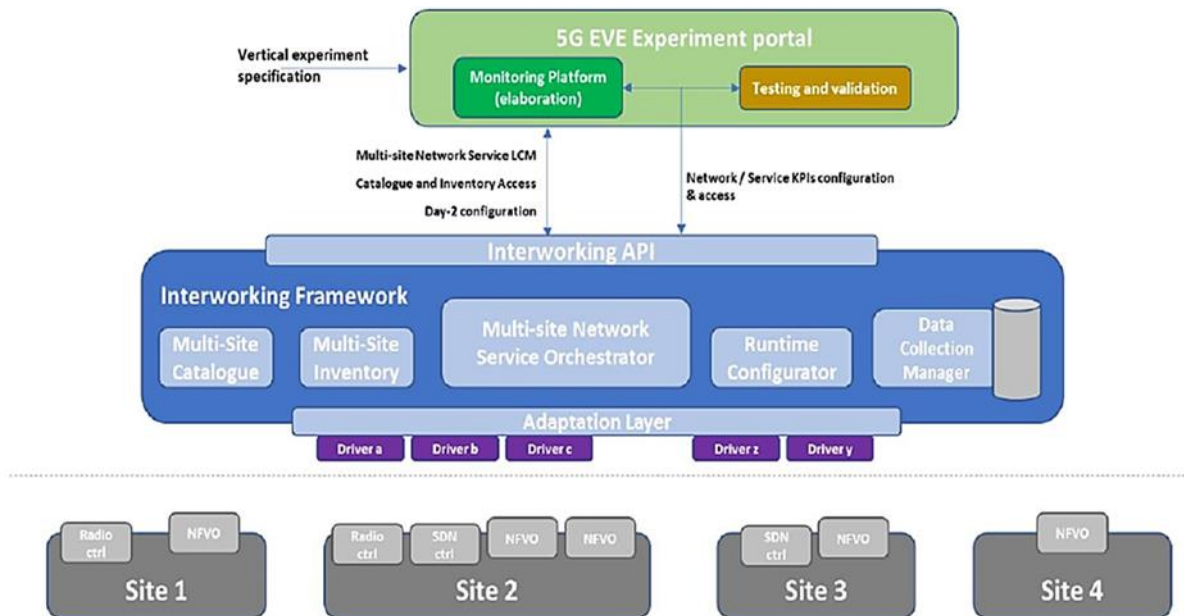 5G EVE Experiment portal
Vertical experiment
specification
Monitoring Platform
(elaboration)
Testing and validation
Multi-site Network Service LCM
Catalogue and Inventory Access
Day-2 configuration
Network / Service KPIs configuration
& access
Interworking API
Interworking Framework
Multi-Site
Catalogue
Multi-Site
Inventory
Multi-site Network
Service Orchestrator
Runtime
Configurator
Data
Collection
Manager
Adaptation Layer
Driver a
Driver b
Driver c
Driver z
Driver y
Radio
ctrl
NFVO
Site 1
Radio
ctrl
SDN
ctrl
NFVO
NFVO
Site 2
SDN
ctrl
NFVO
Site 3
NFVO
Site 4